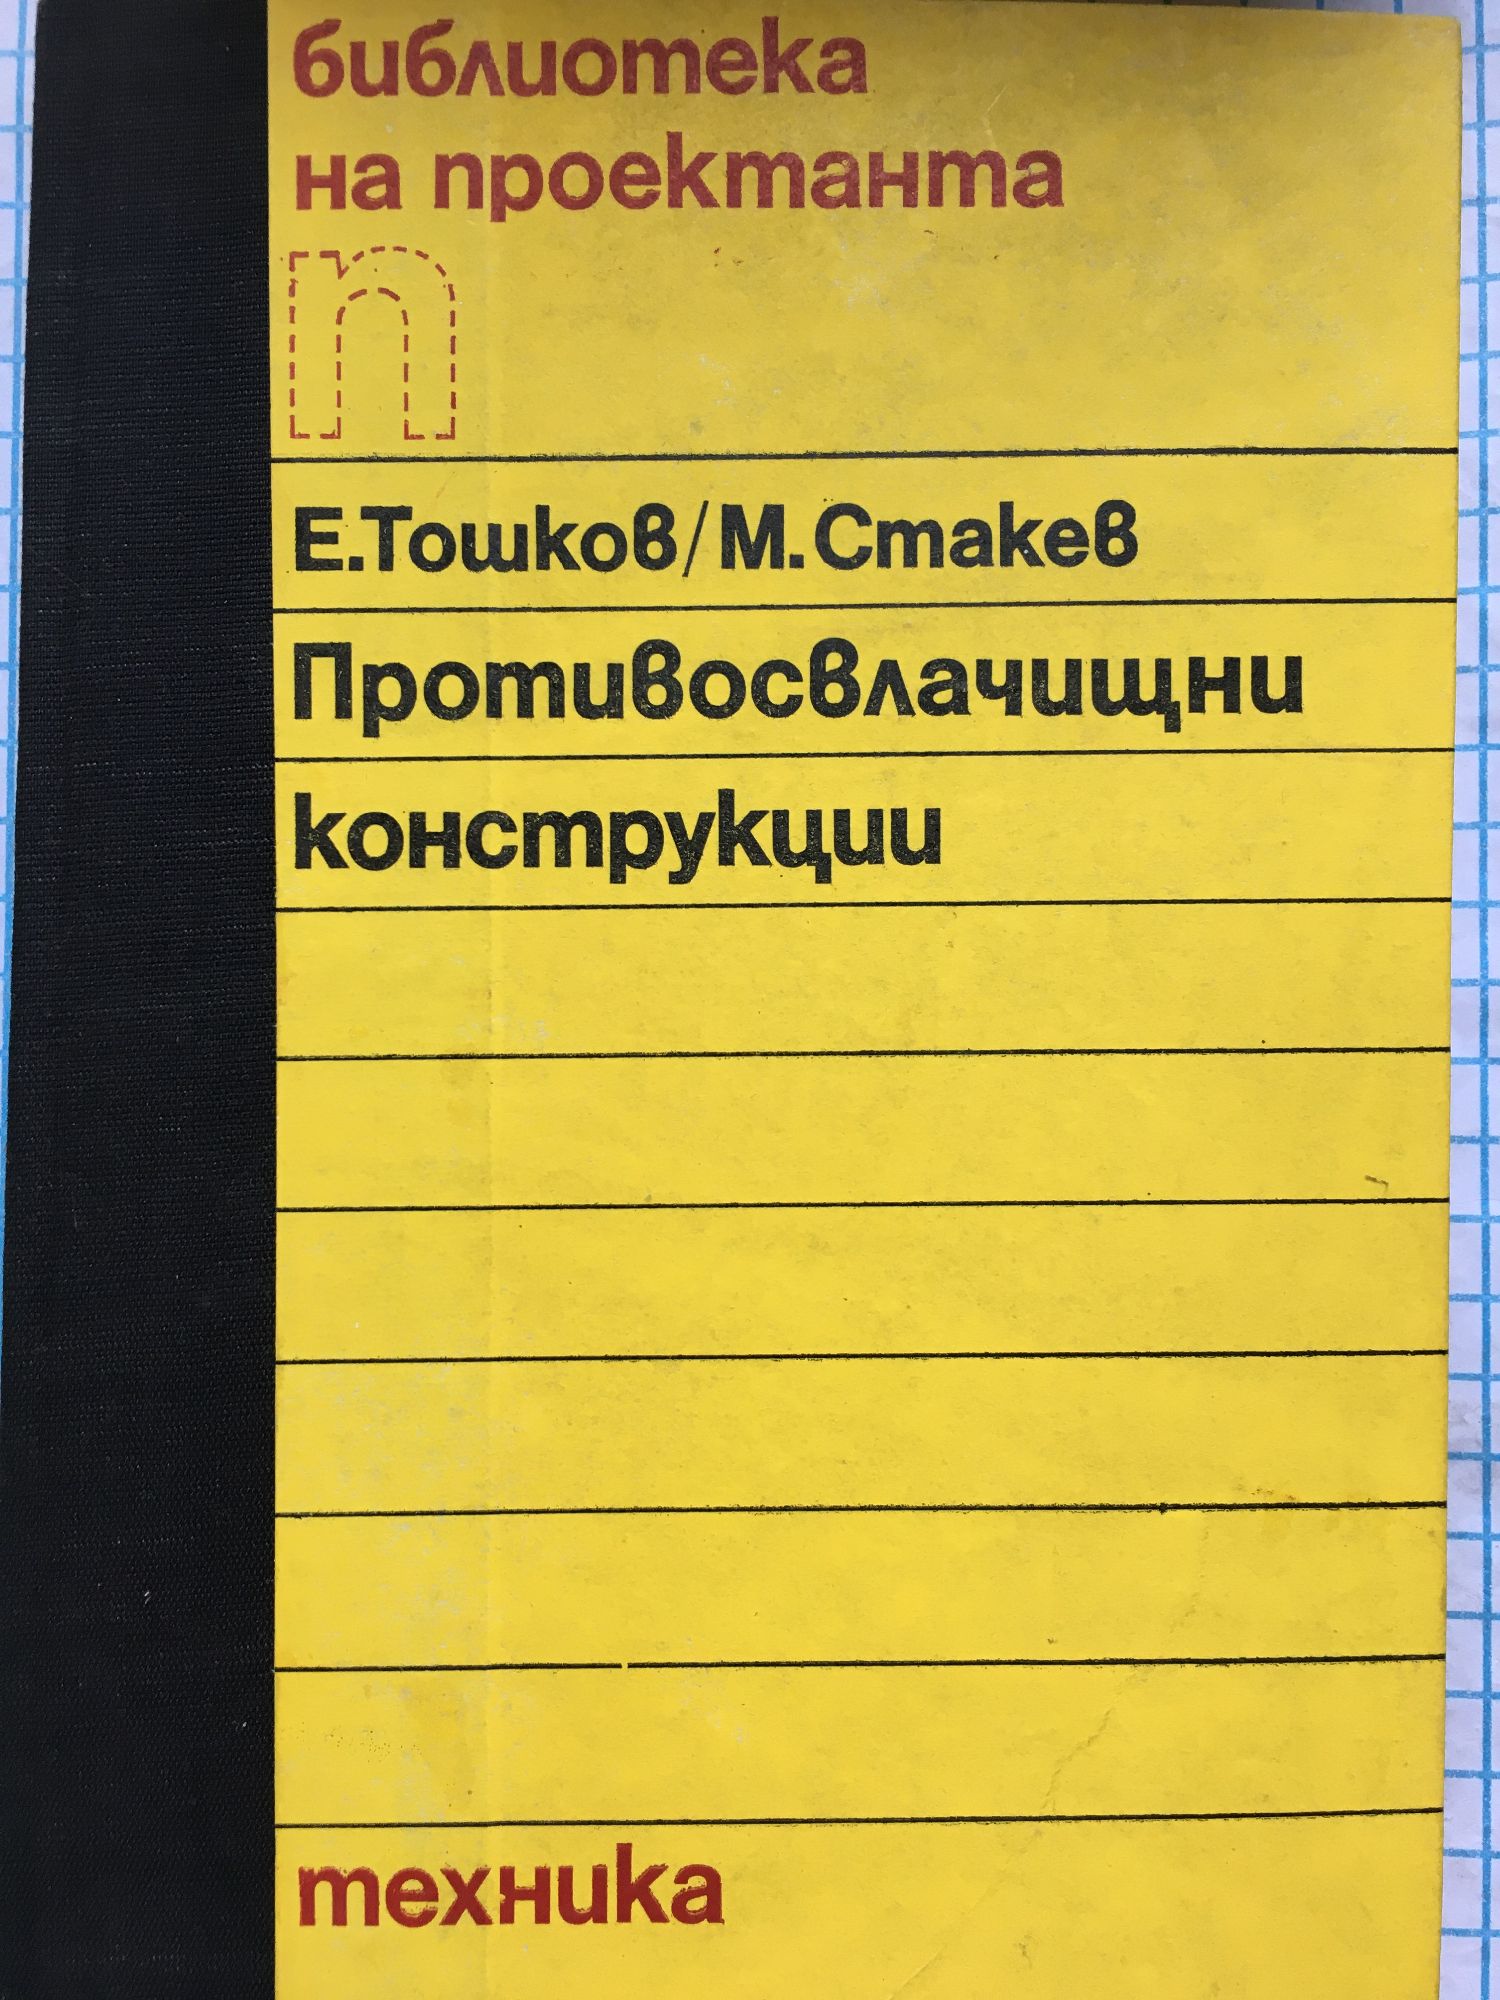 библиотека
на проектанта
п
Е.Тошков/М.Стакев
Противосвлачищни
конструкции
техника